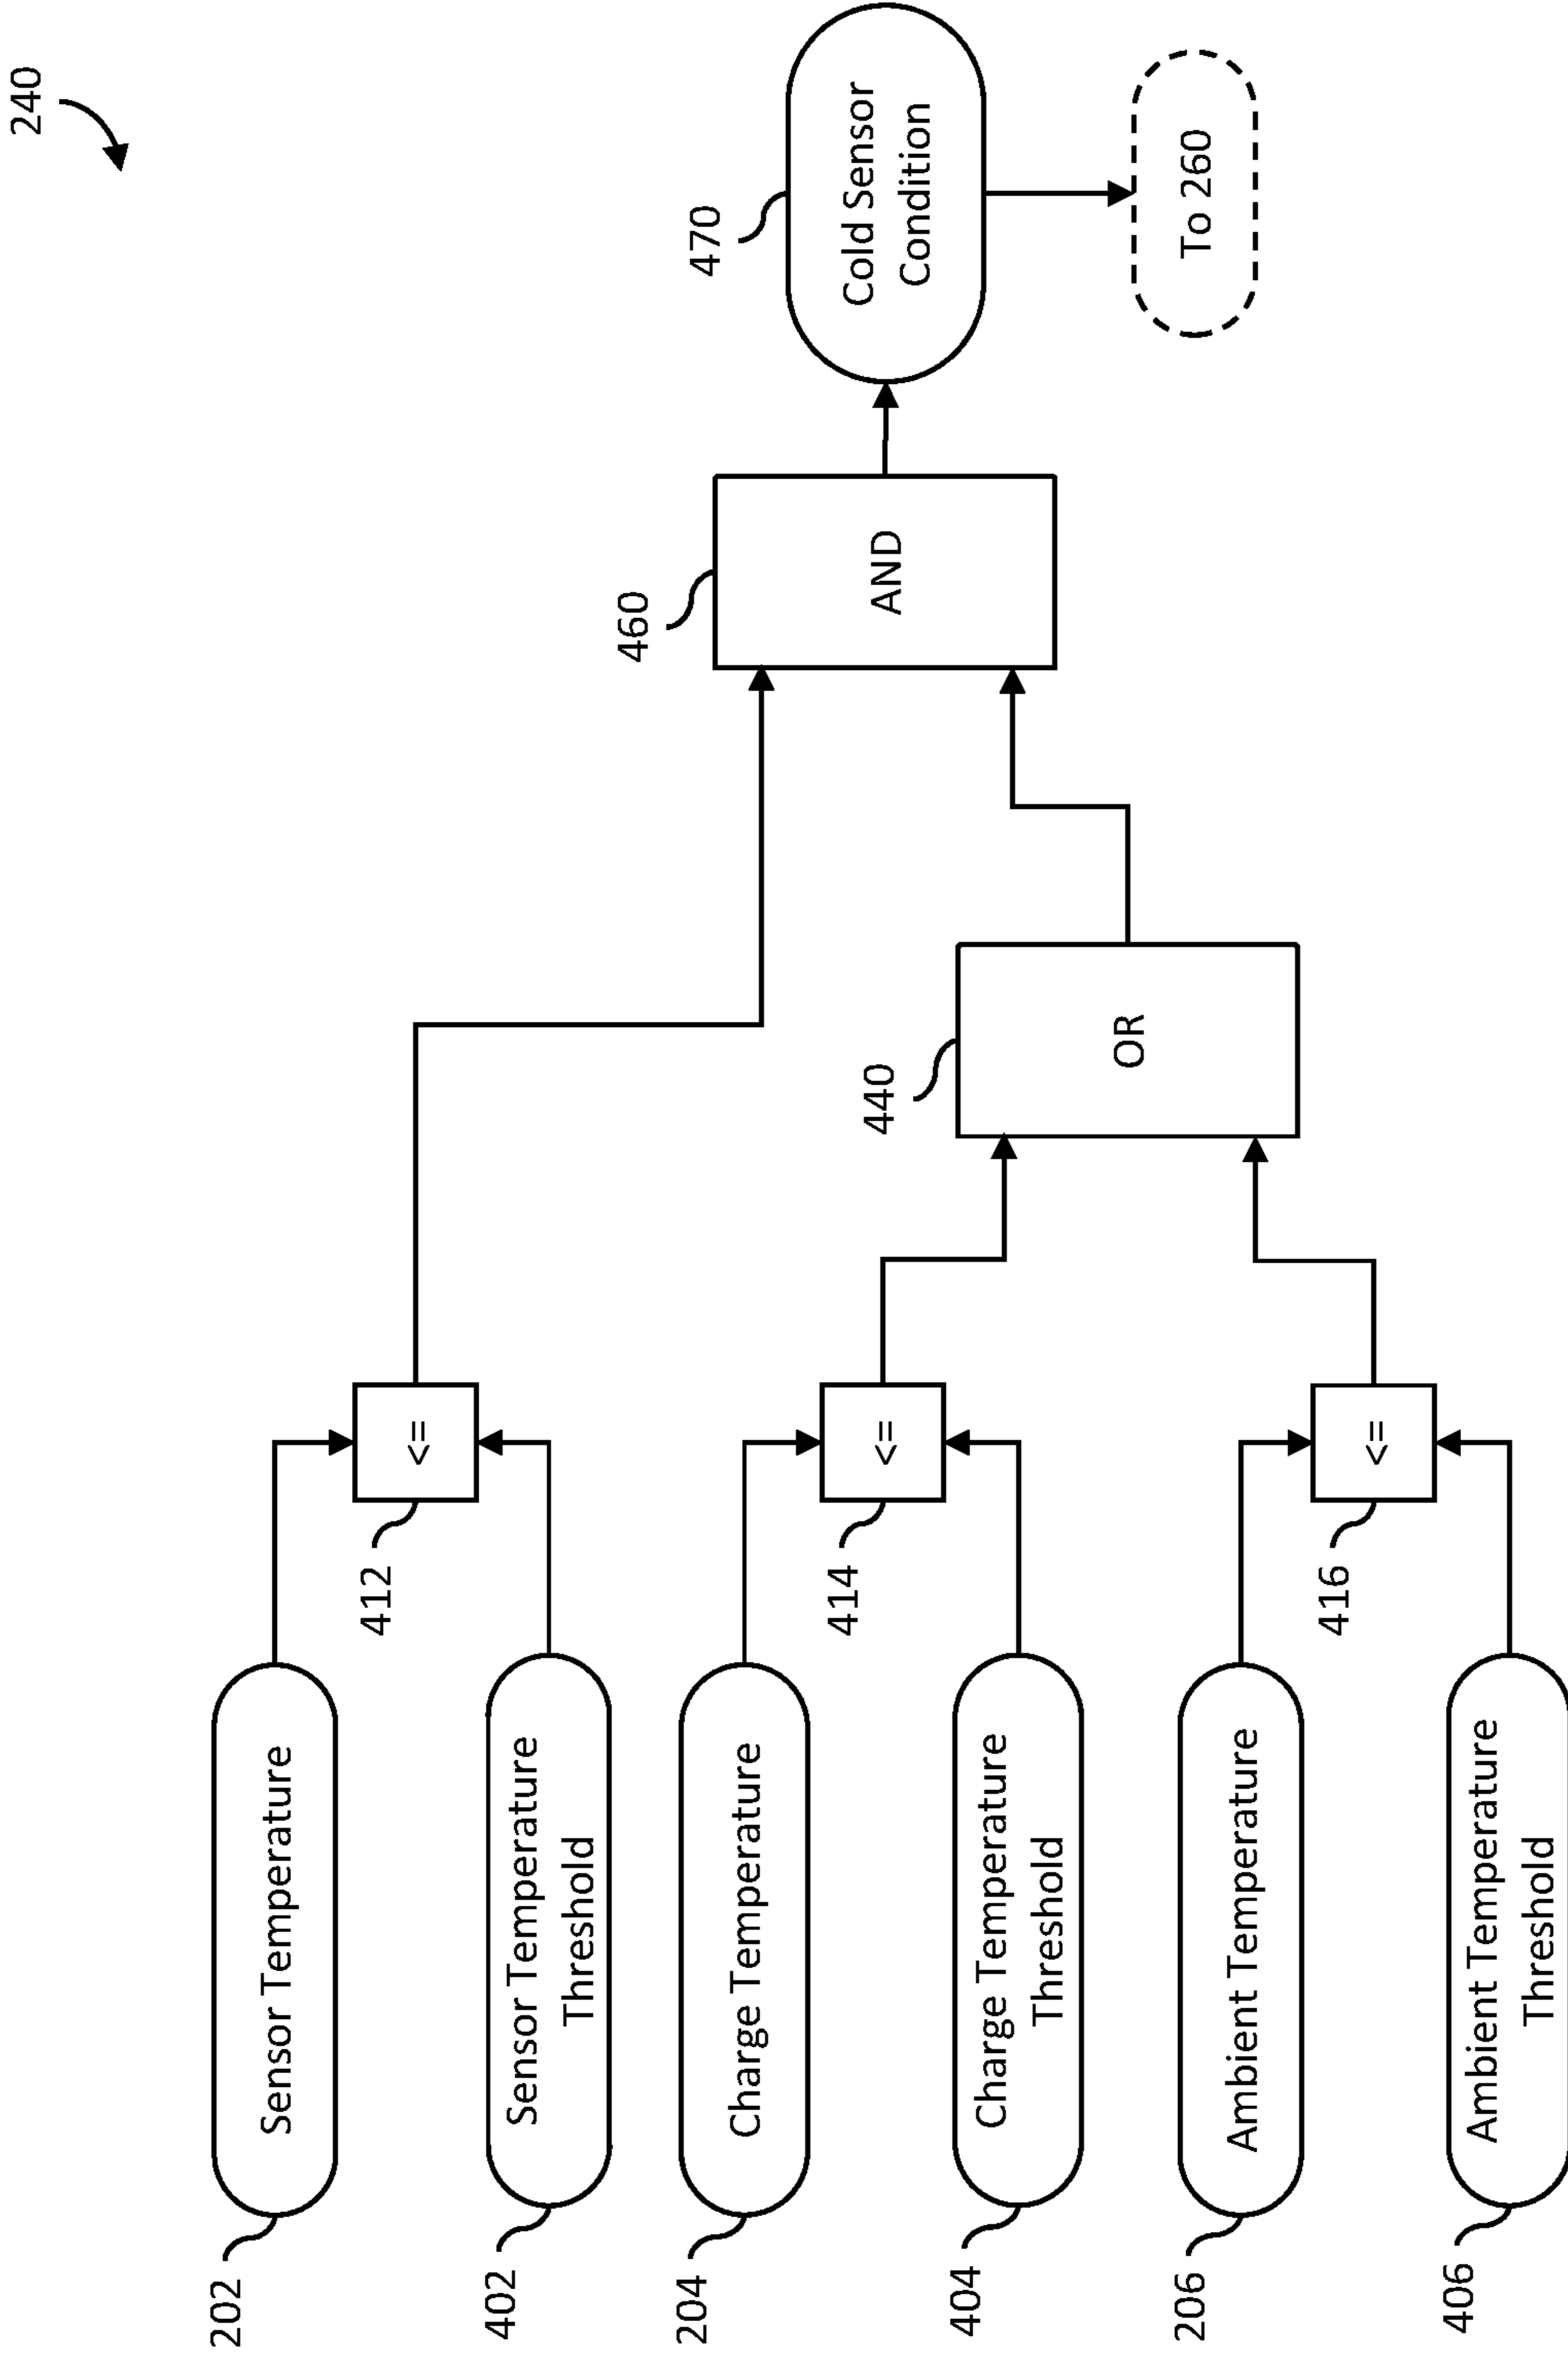 240
202
Sensor Temperature
402
Sensor Temperature
Threshold
412
<=
204
Charge Temperature
404
Charge Temperature
Threshold
414
<=
206
Ambient Temperature
406
Ambient Temperature
Threshold
416
<=
440
OR
460
AND
470
Cold Sensor
Condition
To 260